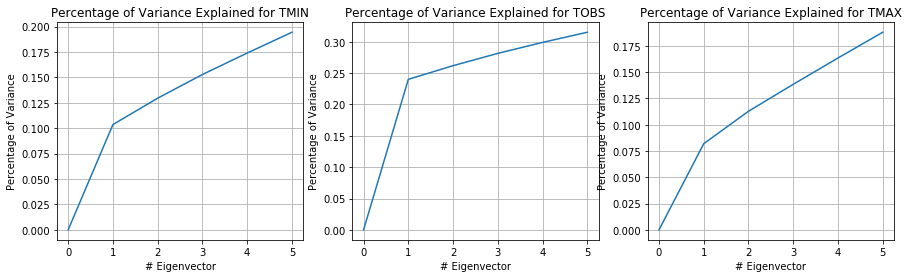 Percentage of Variance Explained for TMIN
Percentage of Variance
0.200
0.175
0.150
0.125
0.100
0.075
0.050
0.025
0.000
0 1 2 3 4 5
# Eigenvector
Percentage of Variance Explained for TOBS
Percentage of Variance
0.30
0.25
0.20
0.15
0.10
0.05
0.00
0 1 2 3 4 5
# Eigenvector
Percentage of Variance Explained for TMAX
Percentage of Variance
0.175
0.150
0.125
0.100
0.075
0.050
0.025
0.000
0 1 2 3 4 5
# Eigenvector